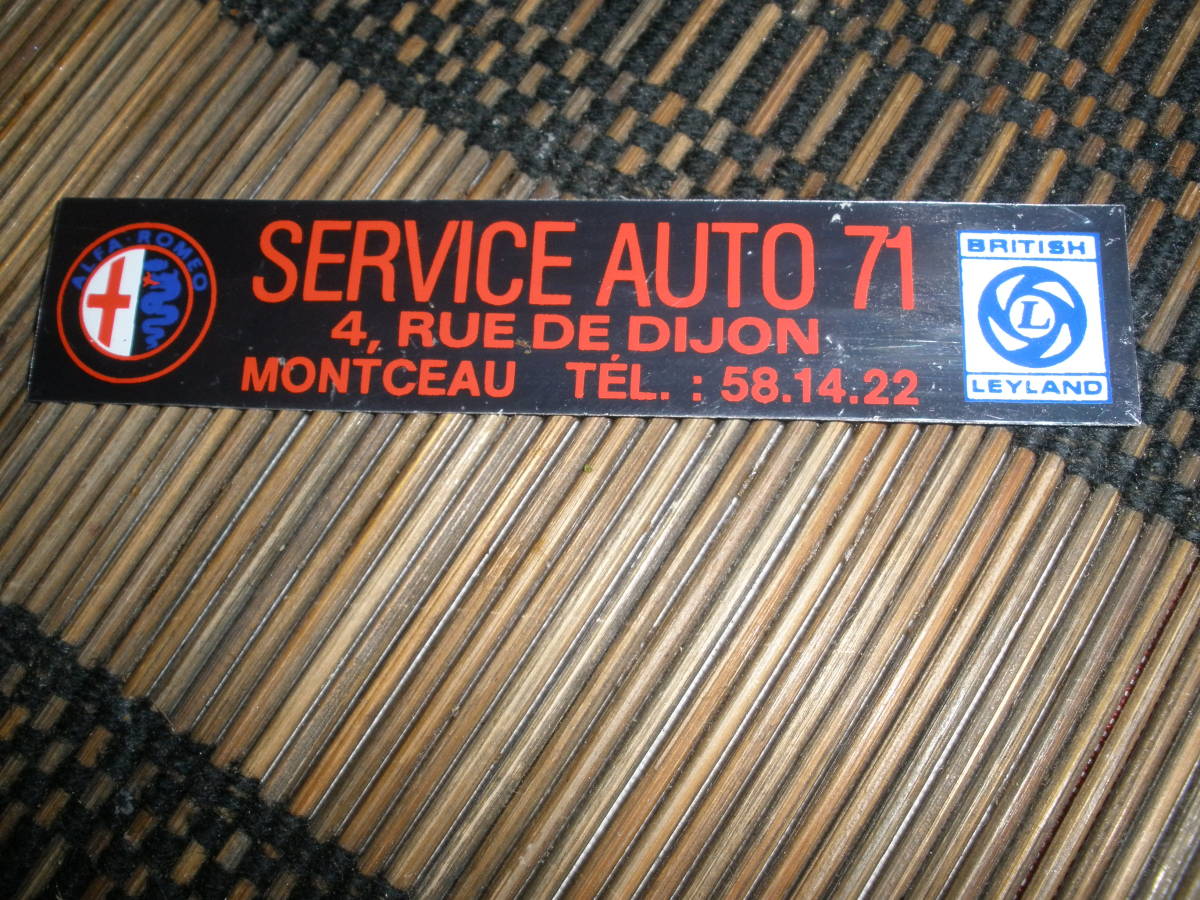 ALFA ROMEO
SERVICE AUTO 71
4, RUE DE DIJON
MONTCEAU TÉL. : 58.14.22
BRITISH
L
LEYLAND